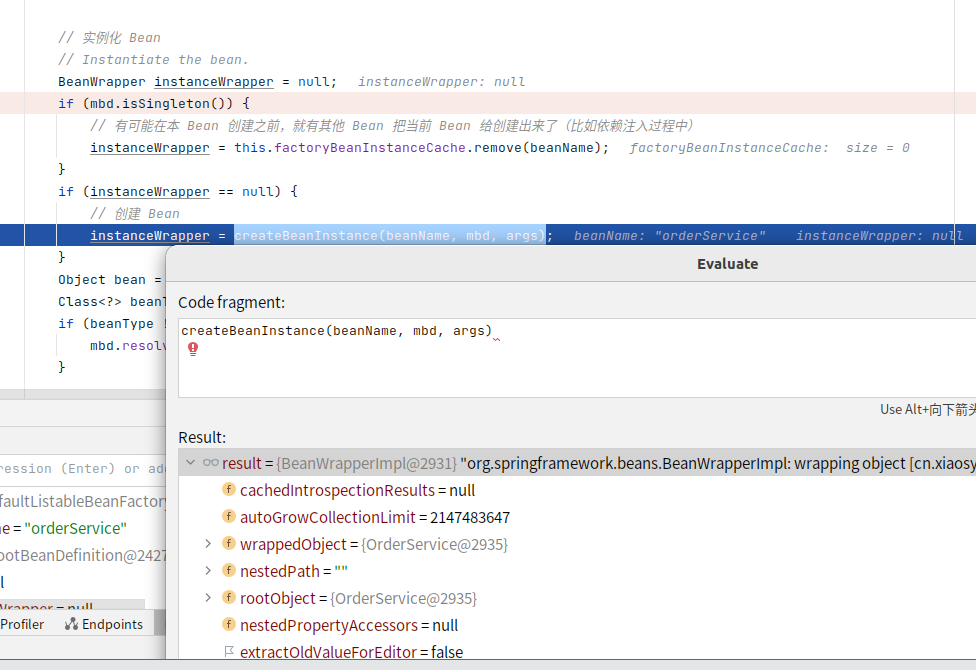 // 实例化 Bean
// Instantiate the bean.
BeanWrapper instanceWrapper = null; instanceWrapper: null
if (mbd.isSingleton()) {
// 有可能在本 Bean 创建之前，就有其他 Bean 把当前 Bean 给创建出来了（比如依赖注入过程中）
instanceWrapper = this.factoryBeanInstanceCache.remove(beanName); factoryBeanInstanceCache: size = 0
}
if (instanceWrapper == null) {
// 创建 Bean
instanceWrapper = createBeanInstance(beanName, mbd, args); beanName: "orderService" instanceWrapper: null
}
Object bean =
Class<?> bean
if (beanType
mbd.resolv
}
Evaluate
Code fragment:
createBeanInstance(beanName, mbd, args)
Use Alt+向下箭头
Result:
result = {BeanWrapperImpl@2931} "org.springframework.beans.BeanWrapperImpl: wrapping object [cn.xiaosy
cachedIntrospectionResults = null
autoGrowCollectionLimit = 2147483647
wrappedObject = {OrderService@2935}
nestedPath = ""
rootObject = {OrderService@2935}
nestedPropertyAccessors = null
extractOldValueForEditor = false
ression (Enter) or ad
faultListableBeanFactory
e = "orderService"
ootBeanDefinition@2427
l
Wrapper = null
Profiler Endpoints